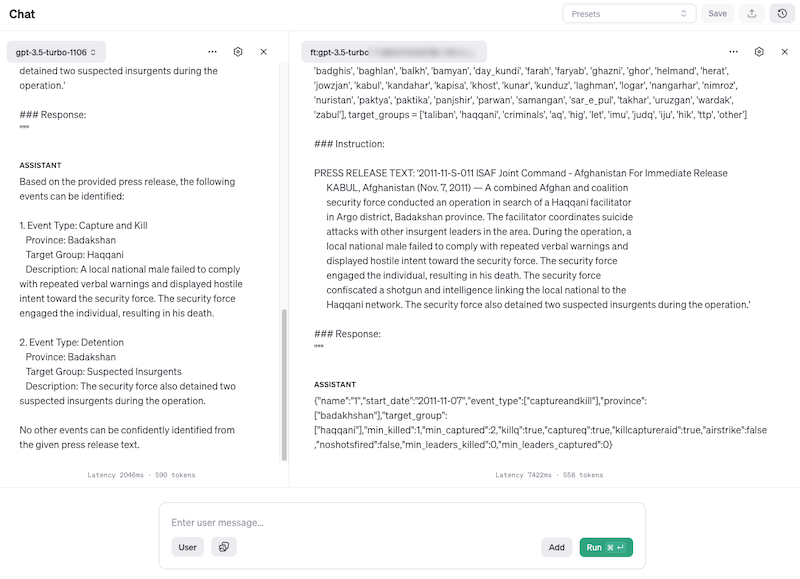 Chat
Presets
Save
gpt-3.5-turbo-1106
detained two suspected insurgents during the
operation.'
### Response:
"""
ASSISTANT
Based on the provided press release, the following
events can be identified:
1. Event Type: Capture and Kill
Province: Badakshan
Target Group: Haqqani
Description: A local national male failed to comply
with repeated verbal warnings and displayed hostile
intent toward the security force. The security force
engaged the individual, resulting in his death.
2. Event Type: Detention
Province: Badakshan
Target Group: Suspected Insurgents
Description: The security force also detained two
suspected insurgents during the operation.
No other events can be confidently identified from
the given press release text.
Latency 2046ms · 590 tokens
ft:gpt-3.5-turbo
'badghis', 'baghlan', 'balkh', 'bamyan', 'day_kundi', 'farah', 'faryab', 'ghazni', 'ghor', 'helmand', 'herat',
'jowzjan', 'kabul', 'kandahar', 'kapisa', 'khost', 'kunar', 'kunduz', 'laghman', 'logar', 'nangarhar', 'nimroz',
'nuristan', 'paktya', 'paktika', 'panjshir', 'parwan', 'samangan', 'sar_e_pul', 'takhar', 'uruzgan', 'wardak',
'zabul'], target_groups = ['taliban', 'haqqani', 'criminals', 'aq', 'hig', 'let', 'imu', 'judq', 'iju', 'hik', 'ttp', 'other']
### Instruction:
PRESS RELEASE TEXT: '2011-11-S-011 ISAF Joint Command - Afghanistan For Immediate Release
KABUL, Afghanistan (Nov. 7, 2011) — A combined Afghan and coalition
security force conducted an operation in search of a Haqqani facilitator
in Argo district, Badakshan province. The facilitator coordinates suicide
attacks with other insurgent leaders in the area. During the operation, a
local national male failed to comply with repeated verbal warnings and
displayed hostile intent toward the security force. The security force
engaged the individual, resulting in his death. The security force
confiscated a shotgun and intelligence linking the local national to the
Haqqani network. The security force also detained two suspected insurgents during the operation.'
### Response:
"""
ASSISTANT
{"name":"1","start_date":"2011-11-07","event_type":["captureandkill"],"province":
["badakhshan"],"target_group":
["haqqani"],"min_killed":1,"min_captured":2,"killq":true,"captureq":true,"killcaptureraid":true,"airstrike":false
,"noshotsfired":false,"min_leaders_killed":0,"min_leaders_captured":0}
Latency 7422ms · 558 tokens
Enter user message...
User
Add
Run ⌘ ↵